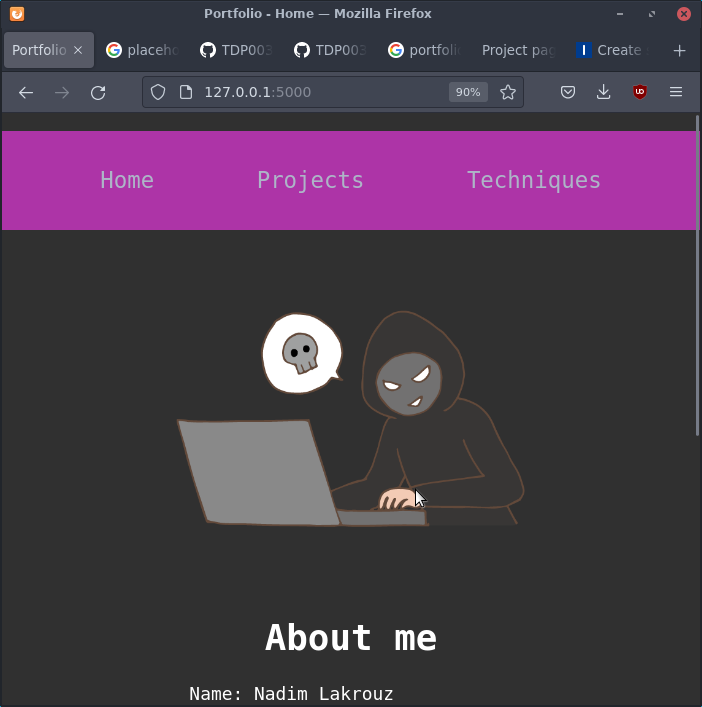 Portfolio - Home — Mozilla Firefox
Portfolio placeho TDP003 TDP003 portfoli Project pag Create
127.0.0.1:5000 90%
Home Projects Techniques
About me
Name: Nadim Lakrouz